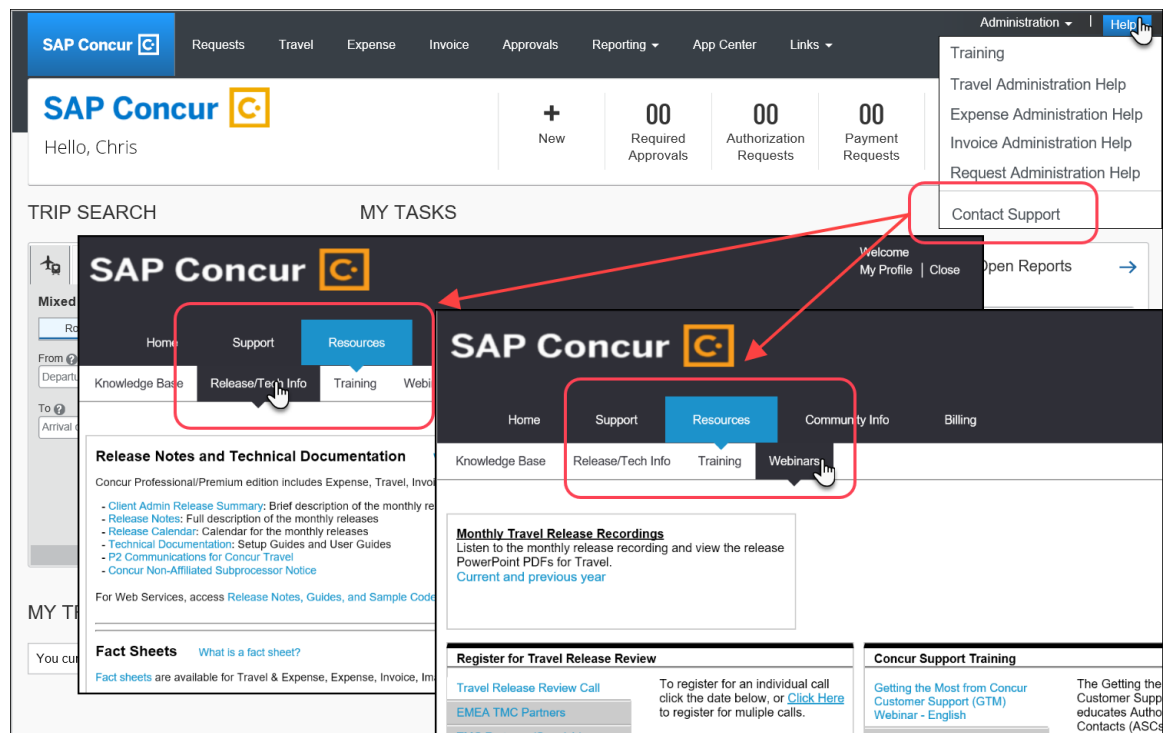 SAP Concur
Requests
Travel
Expense
Invoice
Approvals
Reporting
App Center
Links
Administration
Help
Training
Travel Administration Help
Expense Administration Help
Invoice Administration Help
Request Administration Help
Contact Support
SAP Concur
Hello, Chris
+
New
00
Required
Approvals
00
Authorization
Requests
00
Payment
Requests
TRIP SEARCH
MY TASKS
Open Reports
Mixed
From
To
Arrival
SAP Concur
Welcome
My Profile | Close
Home
Support
Resources
Knowledge Base
Release/Tech Info
Training
Release Notes and Technical Documentation
Concur Professional/Premium edition includes Expense, Travel,
- Client Admin Release Summary: Brief description of the monthly
- Release Notes: Full description of the monthly releases
- Release Calendar: Calendar for the monthly releases
- Technical Documentation: Setup Guides and User Guides
- P2 Communications for Concur Travel
- Concur Non-Affiliated Subprocessor Notice
For Web Services, access Release Notes, Guides, and Sample Code
Fact Sheets
What is a fact sheet?
Fact sheets are available for Travel & Expense, Expense, Invoice,
MY
You
SAP Concur
Home
Support
Resources
Community Info
Billing
Knowledge Base
Release/Tech Info
Training
Webinars
Monthly Travel Release Recordings
Listen to the monthly release recording and view the release
PowerPoint PDFs for Travel.
Current and previous year
Register for Travel Release Review
Travel Release Review Call
EMEA TMC Partners
To register for an individual call
click the date below, or Click Here
to register for muliple calls.
Concur Support Training
Getting the Most from Concur
Customer Support (GTM)
Webinar - English
The Getting the
Customer
educates
Contacts (ASCs